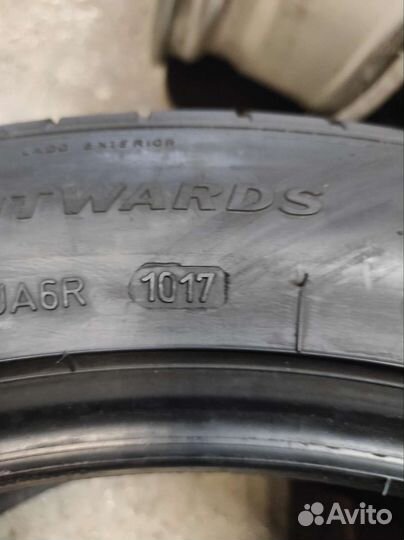 LADO EXTERIOR
TWARDS
JA6R 1017
Avito